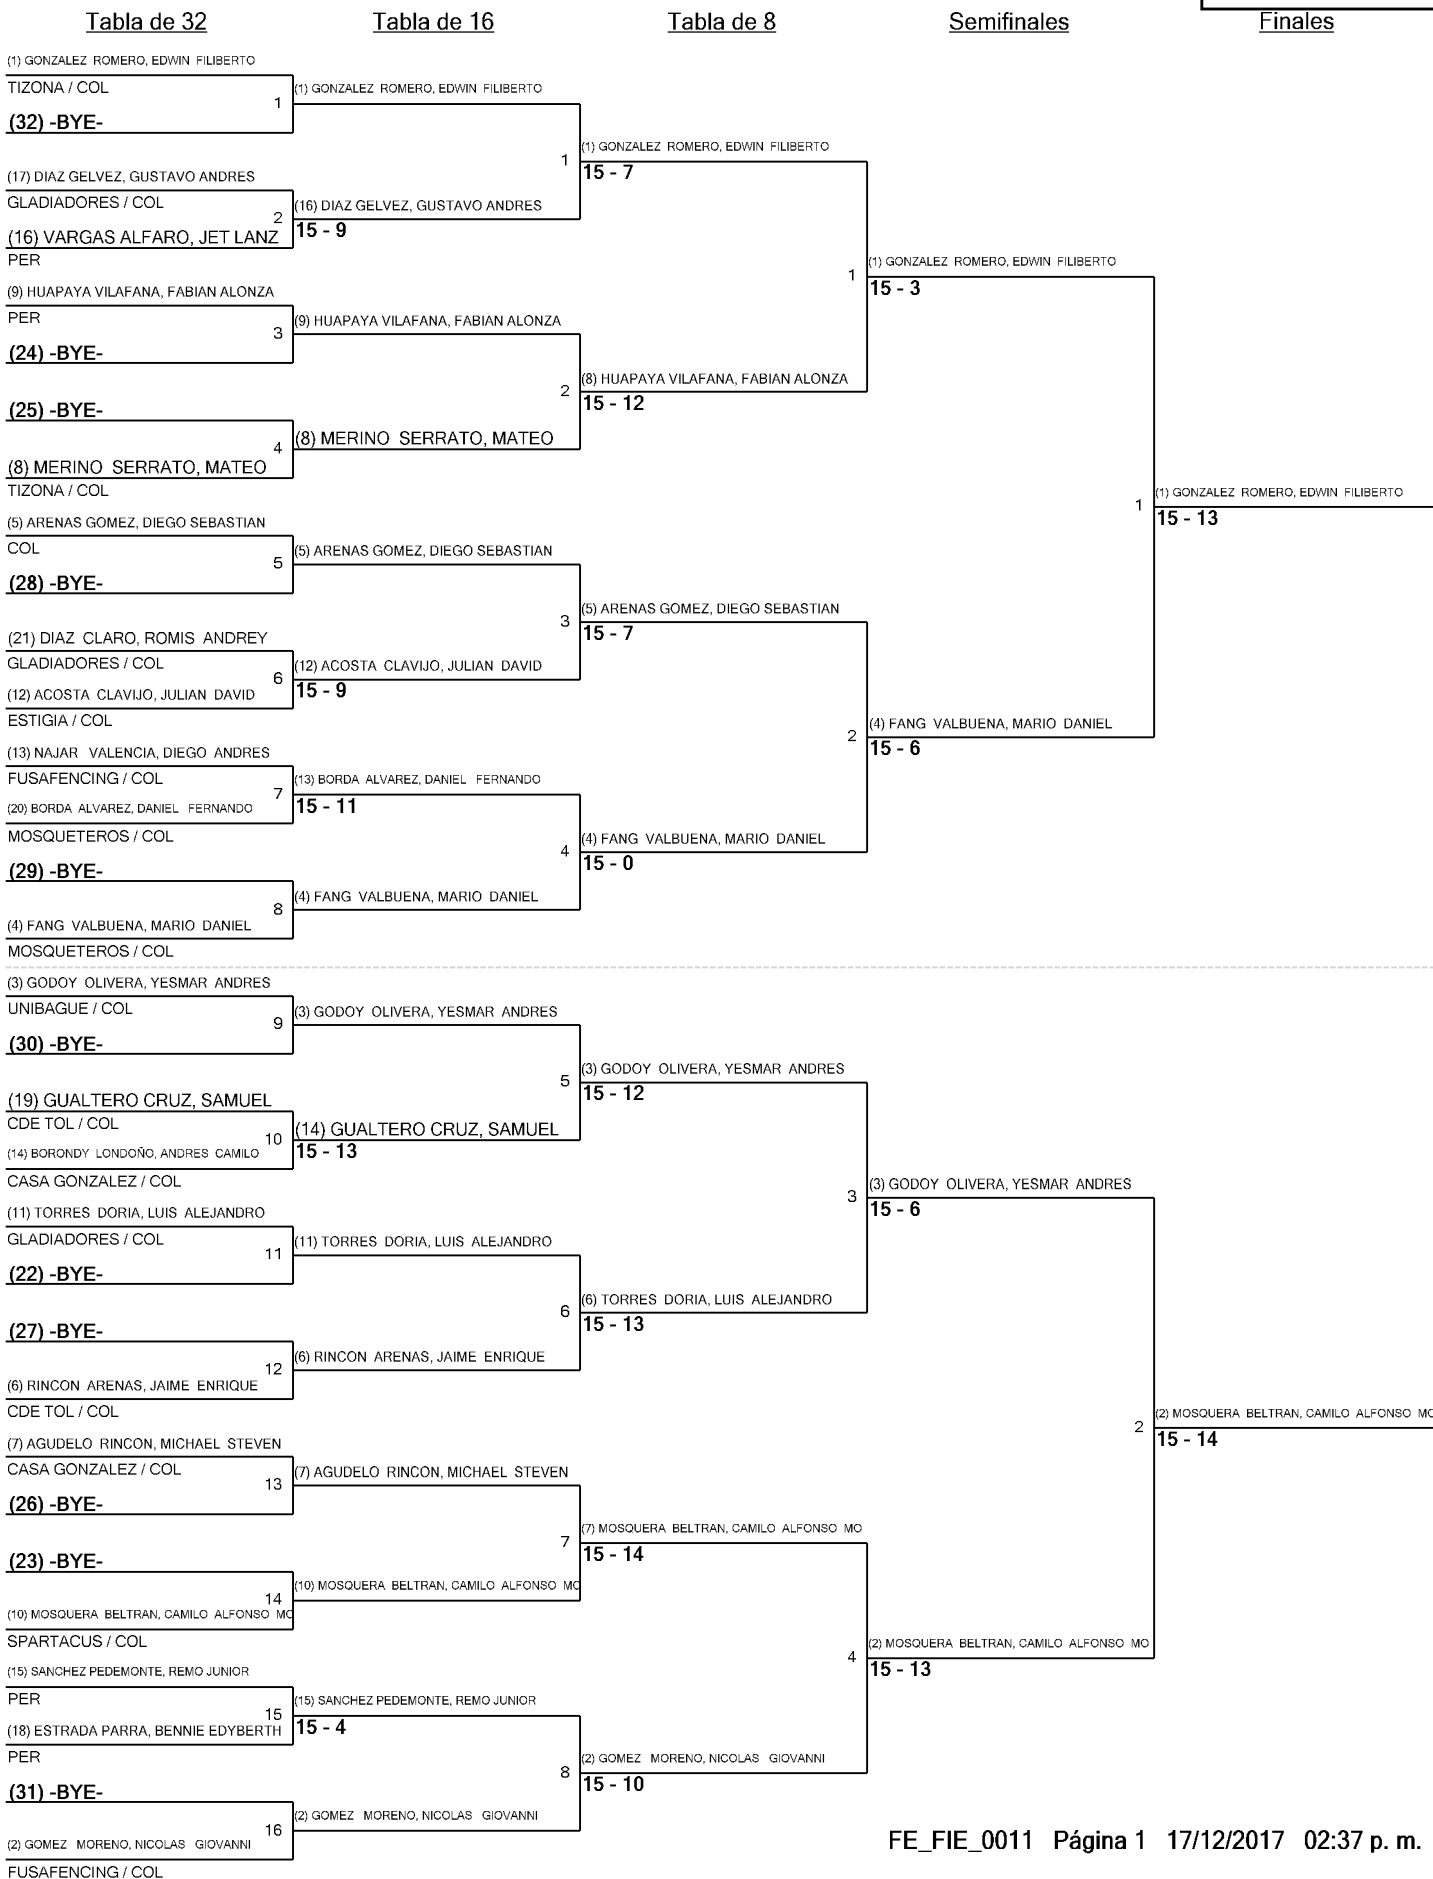 Tabla de 32
Tabla de 16
Tabla de 8
Semifinales
Finales
(1) GONZALEZ ROMERO, EDWIN FILIBERTO
TIZONA / COL
1
(32) -BYE-
(17) DIAZ GELVEZ, GUSTAVO ANDRES
GLADIADORES / COL
2
(16) VARGAS ALFARO, JET LANZ
PER
(9) HUAPAYA VILAFANA, FABIAN ALONZA
PER
3
(24) -BYE-
(25) -BYE-
4
(8) MERINO SERRATO, MATEO
TIZONA / COL
(5) ARENAS GOMEZ, DIEGO SEBASTIAN
COL
5
(28) -BYE-
(21) DIAZ CLARO, ROMIS ANDREY
GLADIADORES / COL
6
(12) ACOSTA CLAVIJO, JULIAN DAVID
ESTIGIA / COL
(13) NAJAR VALENCIA, DIEGO ANDRES
FUSAFENCING / COL
7
(20) BORDA ALVAREZ, DANIEL FERNANDO
MOSQUETEROS / COL
(29) -BYE-
8
(4) FANG VALBUENA, MARIO DANIEL
MOSQUETEROS / COL
(3) GODOY OLIVERA, YESMAR ANDRES
UNIBAGUE / COL
9
(30) -BYE-
(19) GUALTERO CRUZ, SAMUEL
CDE TOL / COL
10
(14) BORONDY LONDOÑO, ANDRES CAMILO
CASA GONZALEZ / COL
(11) TORRES DORIA, LUIS ALEJANDRO
GLADIADORES / COL
11
(22) -BYE-
(27) -BYE-
12
(6) RINCON ARENAS, JAIME ENRIQUE
CDE TOL / COL
(7) AGUDELO RINCON, MICHAEL STEVEN
CASA GONZALEZ / COL
13
(26) -BYE-
(23) -BYE-
14
(10) MOSQUERA BELTRAN, CAMILO ALFONSO MO
SPARTACUS / COL
(15) SANCHEZ PEDEMONTE, REMO JUNIOR
PER
15
(18) ESTRADA PARRA, BENNIE EDYBERTH
PER
(31) -BYE-
16
(2) GOMEZ MORENO, NICOLAS GIOVANNI
FUSAFENCING / COL
(1) GONZALEZ ROMERO, EDWIN FILIBERTO
1
(16) DIAZ GELVEZ, GUSTAVO ANDRES
15 - 9
(9) HUAPAYA VILAFANA, FABIAN ALONZA
2
(8) MERINO SERRATO, MATEO
(5) ARENAS GOMEZ, DIEGO SEBASTIAN
3
(12) ACOSTA CLAVIJO, JULIAN DAVID
15 - 9
(13) BORDA ALVAREZ, DANIEL FERNANDO
15 - 11
4
(4) FANG VALBUENA, MARIO DANIEL
(3) GODOY OLIVERA, YESMAR ANDRES
5
(14) GUALTERO CRUZ, SAMUEL
15 - 13
(11) TORRES DORIA, LUIS ALEJANDRO
6
(6) RINCON ARENAS, JAIME ENRIQUE
(7) AGUDELO RINCON, MICHAEL STEVEN
7
(10) MOSQUERA BELTRAN, CAMILO ALFONSO MO
(15) SANCHEZ PEDEMONTE, REMO JUNIOR
15 - 4
8
(2) GOMEZ MORENO, NICOLAS GIOVANNI
(1) GONZALEZ ROMERO, EDWIN FILIBERTO
15 - 7
1
(8) HUAPAYA VILAFANA, FABIAN ALONZA
15 - 12
(5) ARENAS GOMEZ, DIEGO SEBASTIAN
15 - 7
2
(4) FANG VALBUENA, MARIO DANIEL
15 - 0
(3) GODOY OLIVERA, YESMAR ANDRES
15 - 12
3
(6) TORRES DORIA, LUIS ALEJANDRO
15 - 13
(7) MOSQUERA BELTRAN, CAMILO ALFONSO MO
15 - 14
4
(2) GOMEZ MORENO, NICOLAS GIOVANNI
15 - 10
(1) GONZALEZ ROMERO, EDWIN FILIBERTO
15 - 3
1
(4) FANG VALBUENA, MARIO DANIEL
15 - 6
(3) GODOY OLIVERA, YESMAR ANDRES
15 - 6
2
(2) MOSQUERA BELTRAN, CAMILO ALFONSO MO
15 - 13
(1) GONZALEZ ROMERO, EDWIN FILIBERTO
15 - 13
(2) MOSQUERA BELTRAN, CAMILO ALFONSO MO
15 - 14
FE_FIE_0011 Página 1 17/12/2017 02:37 p. m.